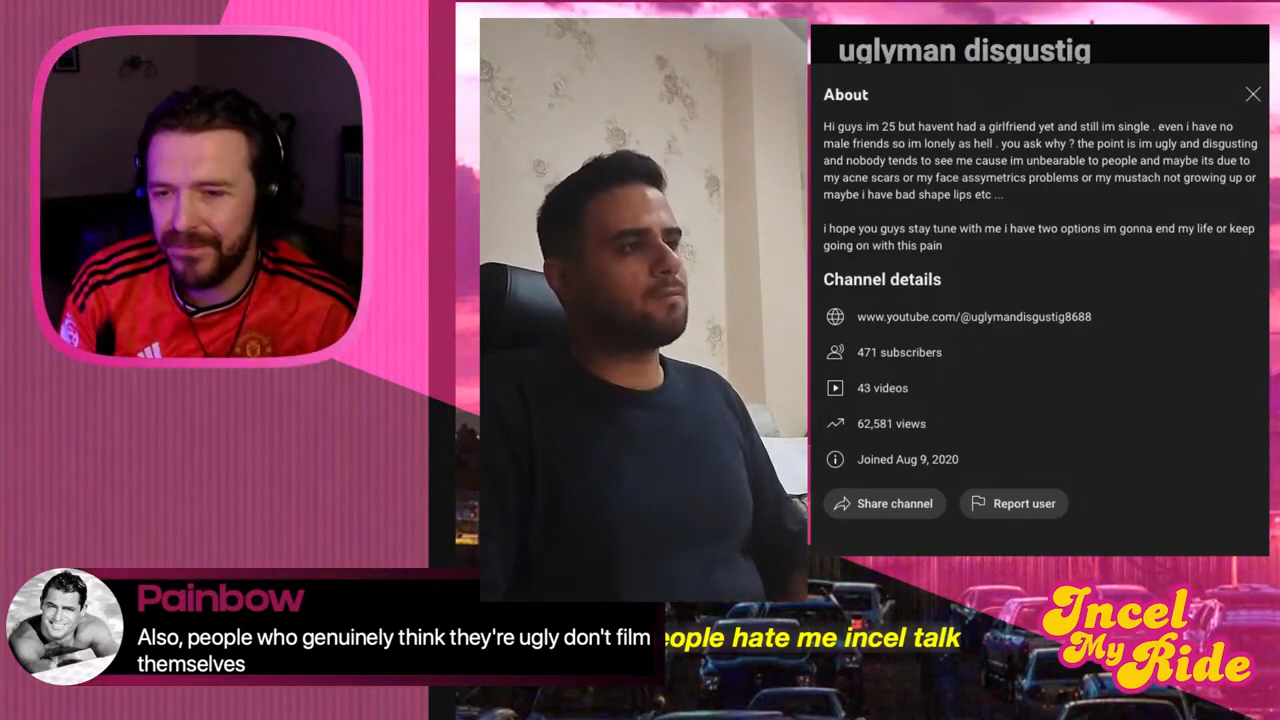 uglyman disgustig
About
Hi guys im 25 but havent had a girlfriend yet and still im single . even i have no
male friends so im lonely as hell . you ask why ? the point is im ugly and disgusting
and nobody tends to see me cause im unbearable to people and maybe its due to
my acne scars or my face assymetrics problems or my mustach not growing up or
maybe i have bad shape lips etc ...
i hope you guys stay tune with me i have two options im gonna end my life or keep
going on with this pain
Channel details
www.youtube.com/@uglymandisgustig8688
471 subscribers
43 videos
62,581 views
Joined Aug 9, 2020
Share channel
Report user
Painbow
Also, people who genuinely think they're ugly don't film
themselves
eople hate me incel talk
Incel
My
Ride